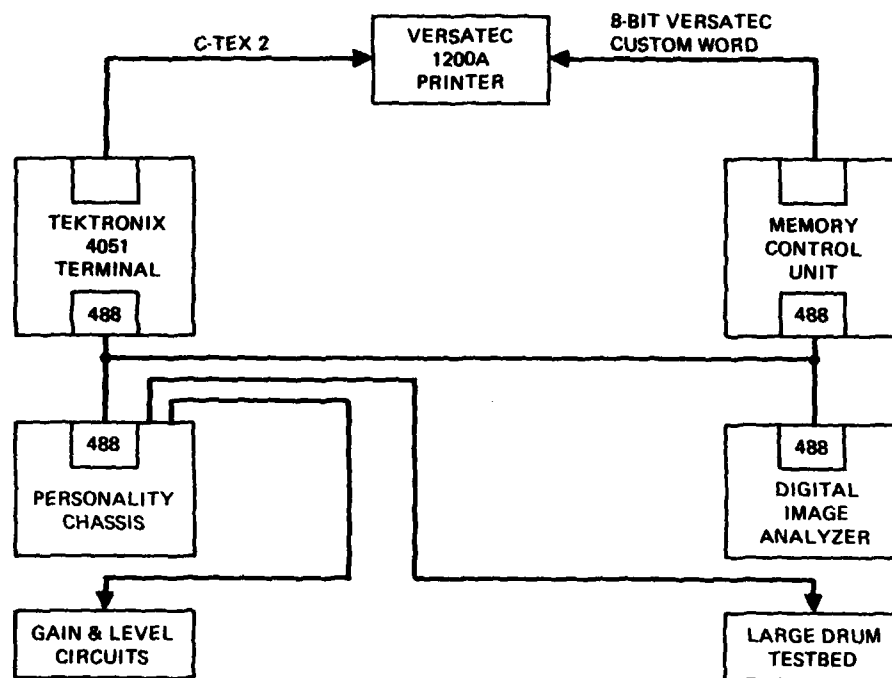 C-TEX 2
VERSATEC
1200A
PRINTER
8-BIT VERSATEC
CUSTOM WORD
TEKTRONIX
4051
TERMINAL
488
MEMORY
CONTROL
UNIT
488
488
PERSONALITY
CHASSIS
488
DIGITAL
IMAGE
ANALYZER
GAIN & LEVEL
CIRCUITS
LARGE DRUM
TESTBED